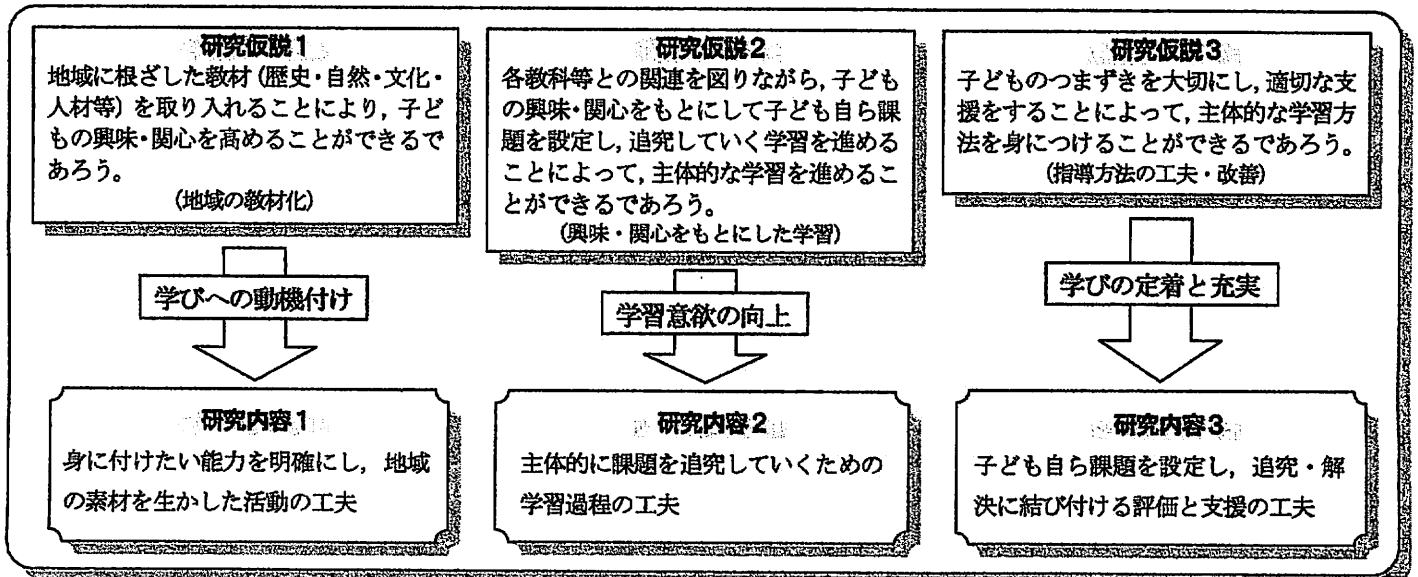 研究仮説1
地域に根ざした教材(歴史・自然・文化・
人材等)を取り入れることにより,子ど
もの興味・関心を高めることができるで
あろう。
(地域の教材化)
学びへの動機付け
研究内容1
身に付けたい能力を明確にし,地域
の素材を生かした活動の工夫
研究仮説2
各教科等との関連を図りながら,子ども
の興味・関心をもとにして子ども自ら課
題を設定し,追究していく学習を進める
ことによって,主体的な学習を進めるこ
とができるであろう。
(興味・関心をもとにした学習)
学習意欲の向上
研究内容2
主体的に課題を追究していくための
学習過程の工夫
研究仮説3
子どものつまずきを大切にし,適切な支
援をすることによって,主体的な学習方
法を身につけることができるであろう。
(指導方法の工夫・改善)
学びの定着と充実
研究内容3
子ども自ら課題を設定し,追究・解
決に結び付ける評価と支援の工夫